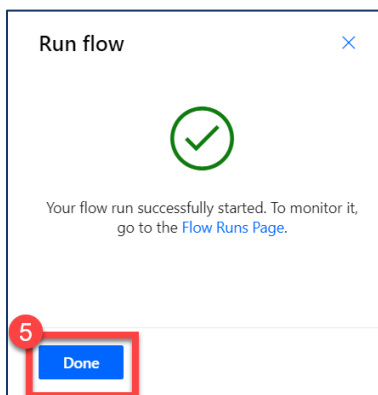 Run flow
Your flow run successfully started. To monitor it,
go to the Flow Runs Page.
5
Done